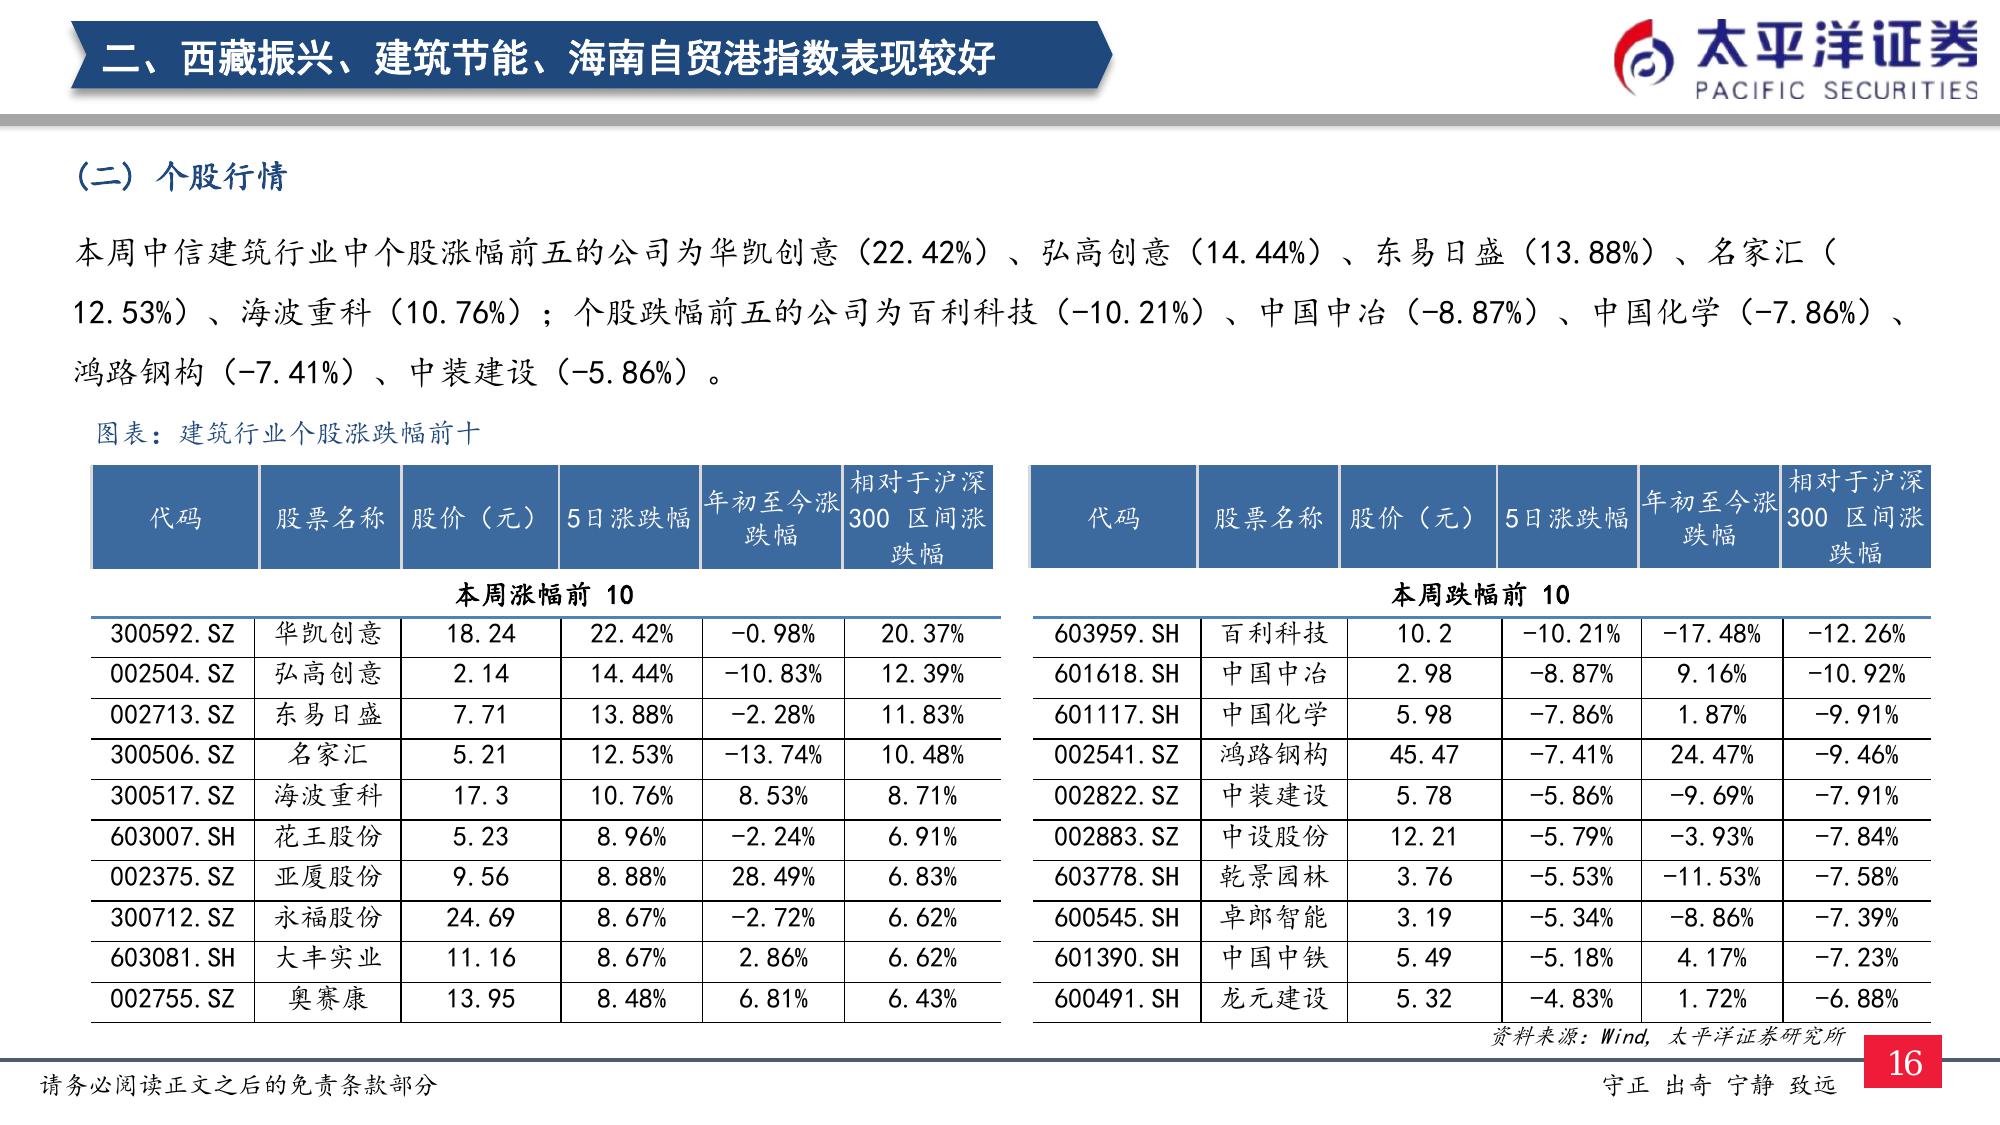 二、西藏振兴、建筑节能、海南自贸港指数表现较好
太平洋证券
PACIFIC SECURITIES
(二) 个股行情
本周中信建筑行业中个股涨幅前五的公司为华凯创意（22.42%）、弘高创意（14.44%）、东易日盛（13.88%）、名家汇（
12.53%）、海波重科（10.76%）；个股跌幅前五的公司为百利科技（-10.21%）、中国中冶（-8.87%）、中国化学（-7.86%）、
鸿路钢构（-7.41%）、中装建设（-5.86%）。
图表：建筑行业个股涨跌幅前十
代码 股票名称 股价（元） 5日涨跌幅 年初至今涨跌幅 相对于沪深300 区间涨跌幅
本周涨幅前 10
300592.SZ 华凯创意 18.24 22.42% -0.98% 20.37%
002504.SZ 弘高创意 2.14 14.44% -10.83% 12.39%
002713.SZ 东易日盛 7.71 13.88% -2.28% 11.83%
300506.SZ 名家汇 5.21 12.53% -13.74% 10.48%
300517.SZ 海波重科 17.3 10.76% 8.53% 8.71%
603007.SH 花王股份 5.23 8.96% -2.24% 6.91%
002375.SZ 亚厦股份 9.56 8.88% 28.49% 6.83%
300712.SZ 永福股份 24.69 8.67% -2.72% 6.62%
603081.SH 大丰实业 11.16 8.67% 2.86% 6.62%
002755.SZ 奥赛康 13.95 8.48% 6.81% 6.43%
代码 股票名称 股价（元） 5日涨跌幅 年初至今涨跌幅 相对于沪深300 区间涨跌幅
本周跌幅前 10
603959.SH 百利科技 10.2 -10.21% -17.48% -12.26%
601618.SH 中国中冶 2.98 -8.87% 9.16% -10.92%
601117.SH 中国化学 5.98 -7.86% 1.87% -9.91%
002541.SZ 鸿路钢构 45.47 -7.41% 24.47% -9.46%
002822.SZ 中装建设 5.78 -5.86% -9.69% -7.91%
002883.SZ 中设股份 12.21 -5.79% -3.93% -7.84%
603778.SH 乾景园林 3.76 -5.53% -11.53% -7.58%
600545.SH 卓郎智能 3.19 -5.34% -8.86% -7.39%
601390.SH 中国中铁 5.49 -5.18% 4.17% -7.23%
600491.SH 龙元建设 5.32 -4.83% 1.72% -6.88%
资料来源：Wind, 太平洋证券研究所
请务必阅读正文之后的免责条款部分
守正 出奇 宁静 致远
16